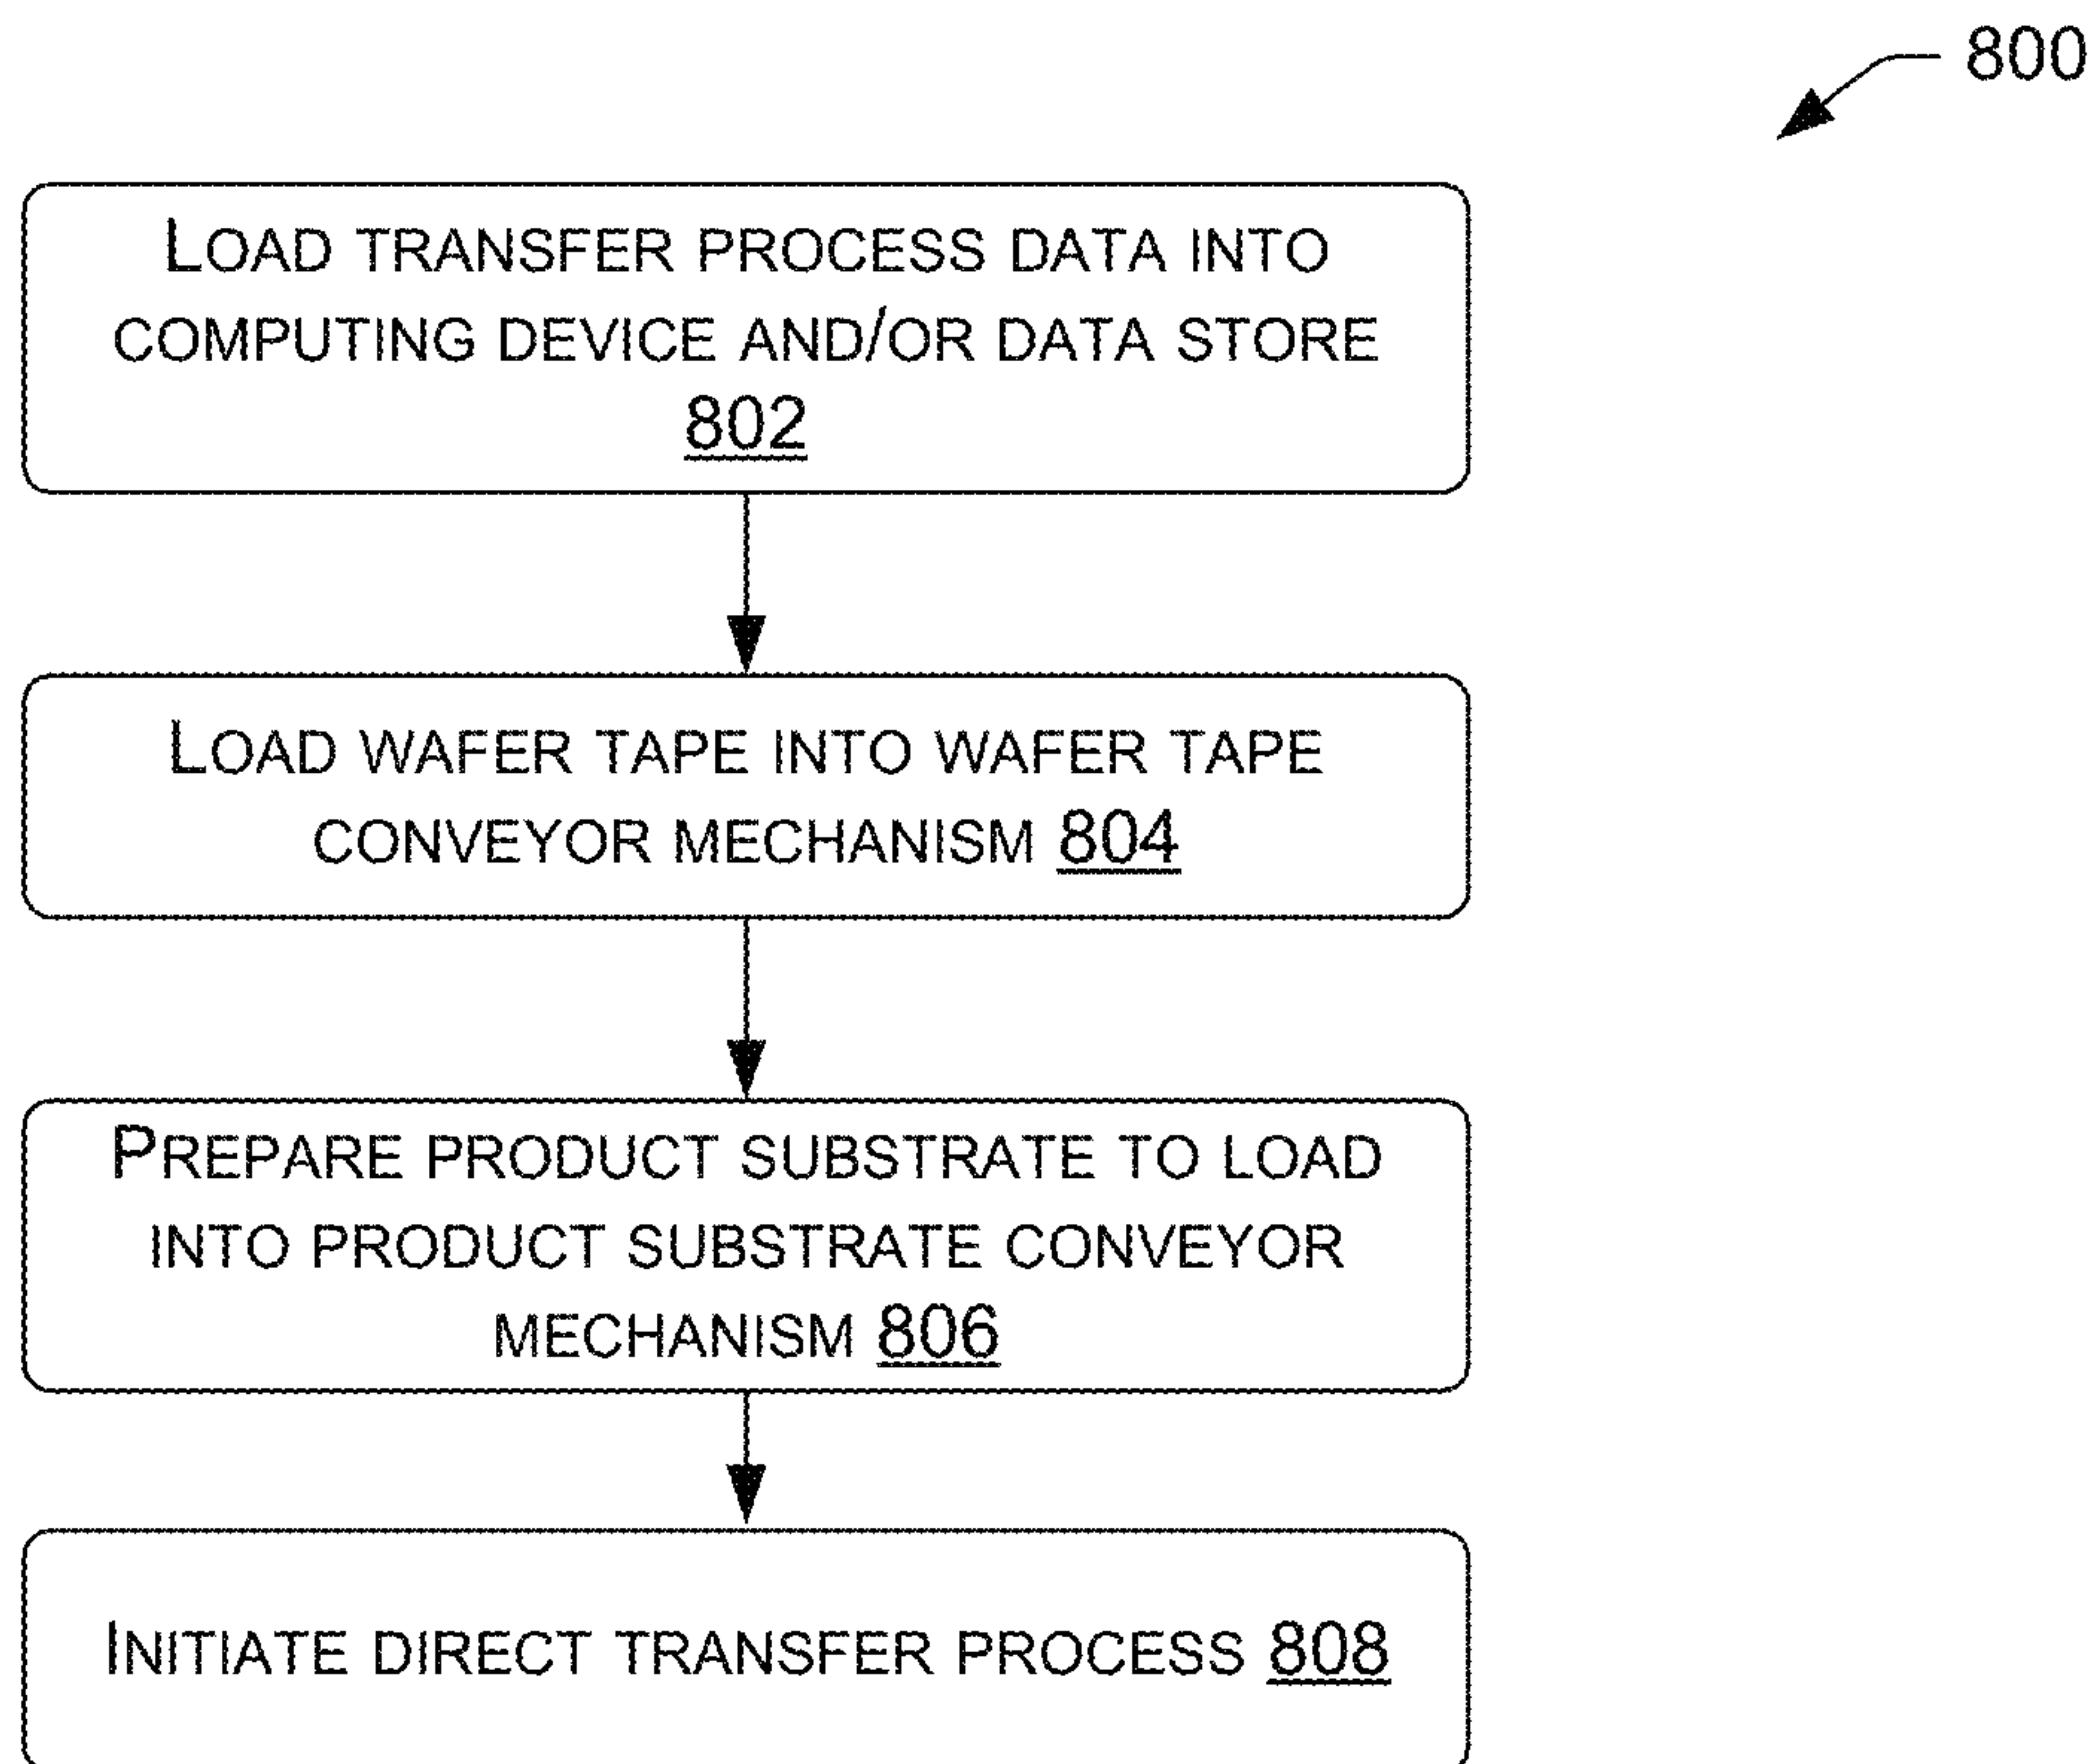 800
LOAD TRANSFER PROCESS DATA INTO
COMPUTING DEVICE AND/OR DATA STORE
802
LOAD WAFER TAPE INTO WAFER TAPE
CONVEYOR MECHANISM 804
PREPARE PRODUCT SUBSTRATE TO LOAD
INTO PRODUCT SUBSTRATE CONVEYOR
MECHANISM 806
INITIATE DIRECT TRANSFER PROCESS 808